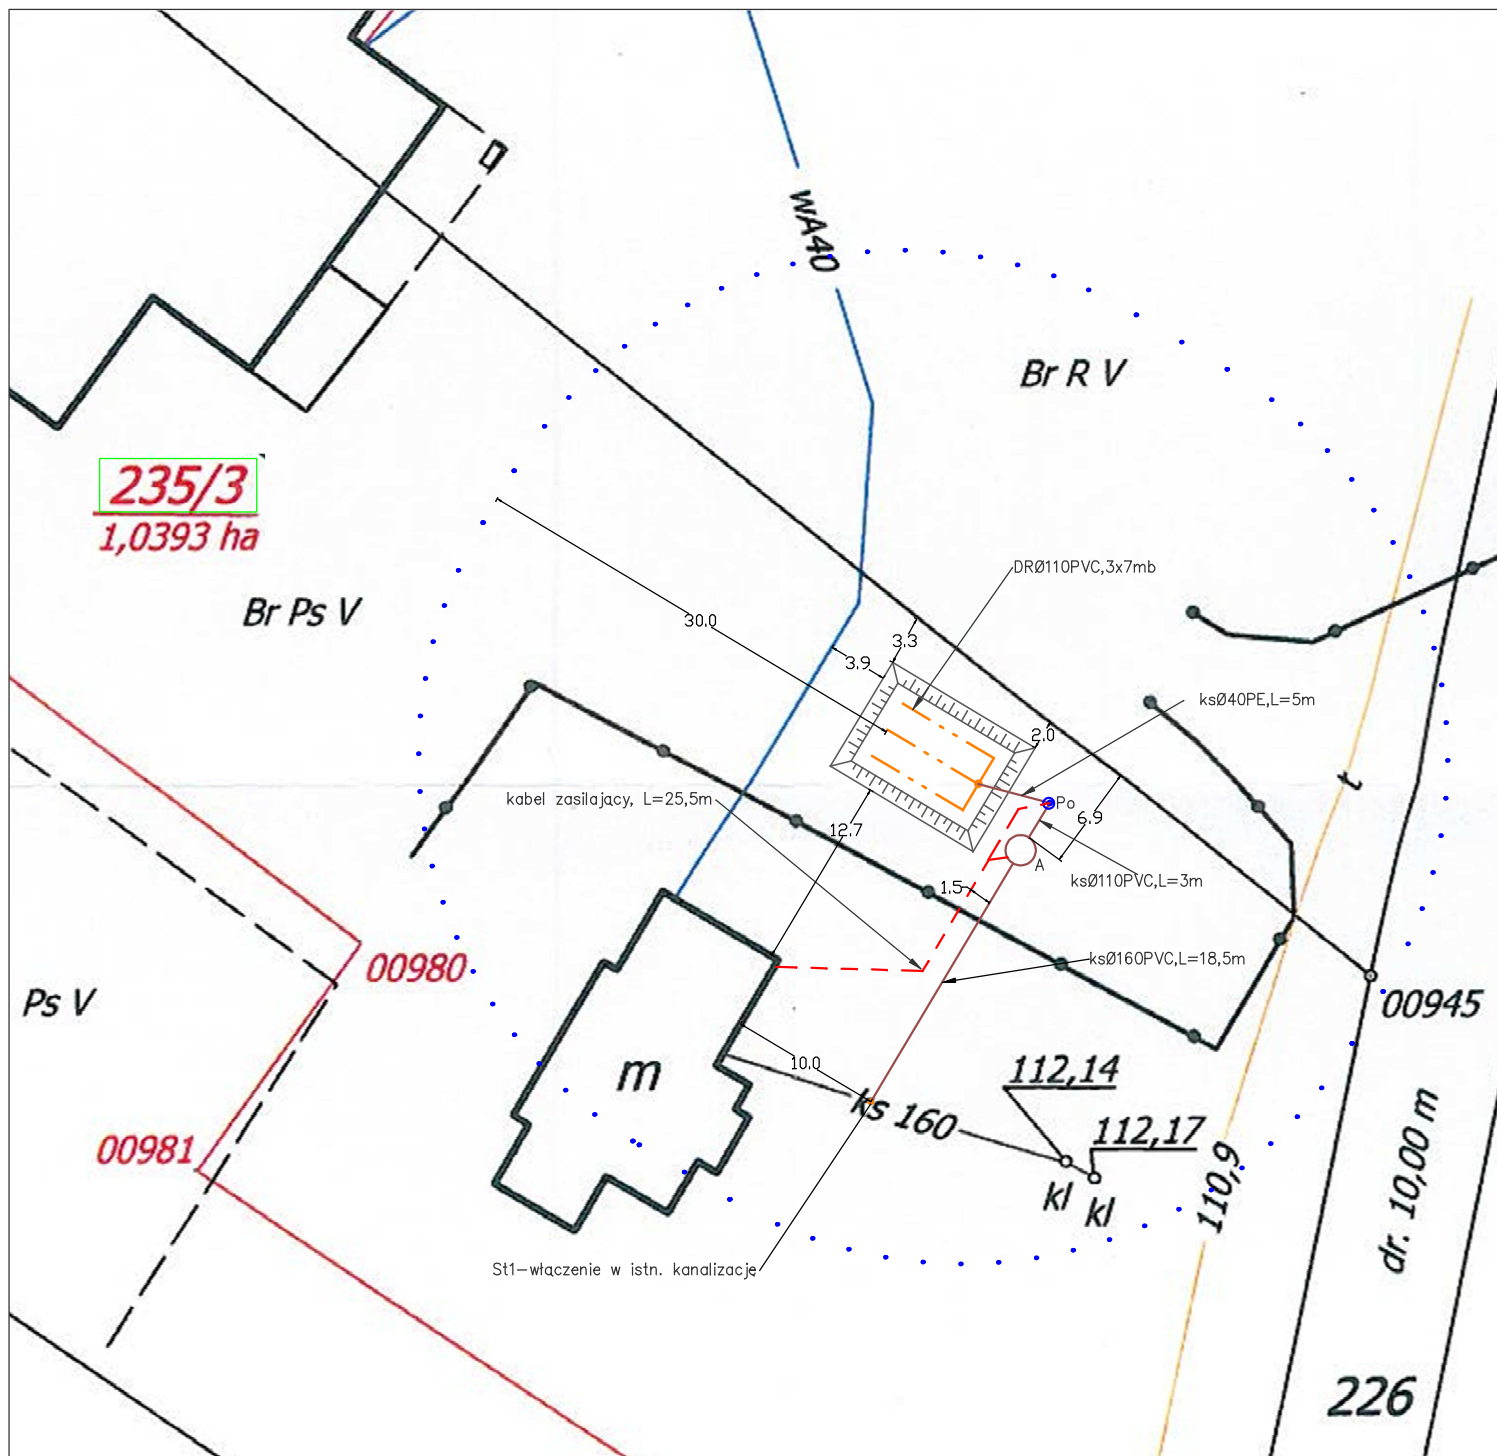 wA40
Br R V
235/3
1,0393 ha
DRØ110PVC,3x7mb
Br Ps V
30.0
3.3
3.9
ksØ40PE,L=5m
2.0
t
kabel zasilający, L=25,5m
Po
6.9
12.7
A
ksØ110PVC,L=3m
1.5
ksØ160PVC,L=18,5m
00980
00945
Ps V
10.0
m
112,14
ks 160
112,17
00981
kl
kl
110,9
dr. 10,00 m
St1-włączenie w istn. kanalizację
226